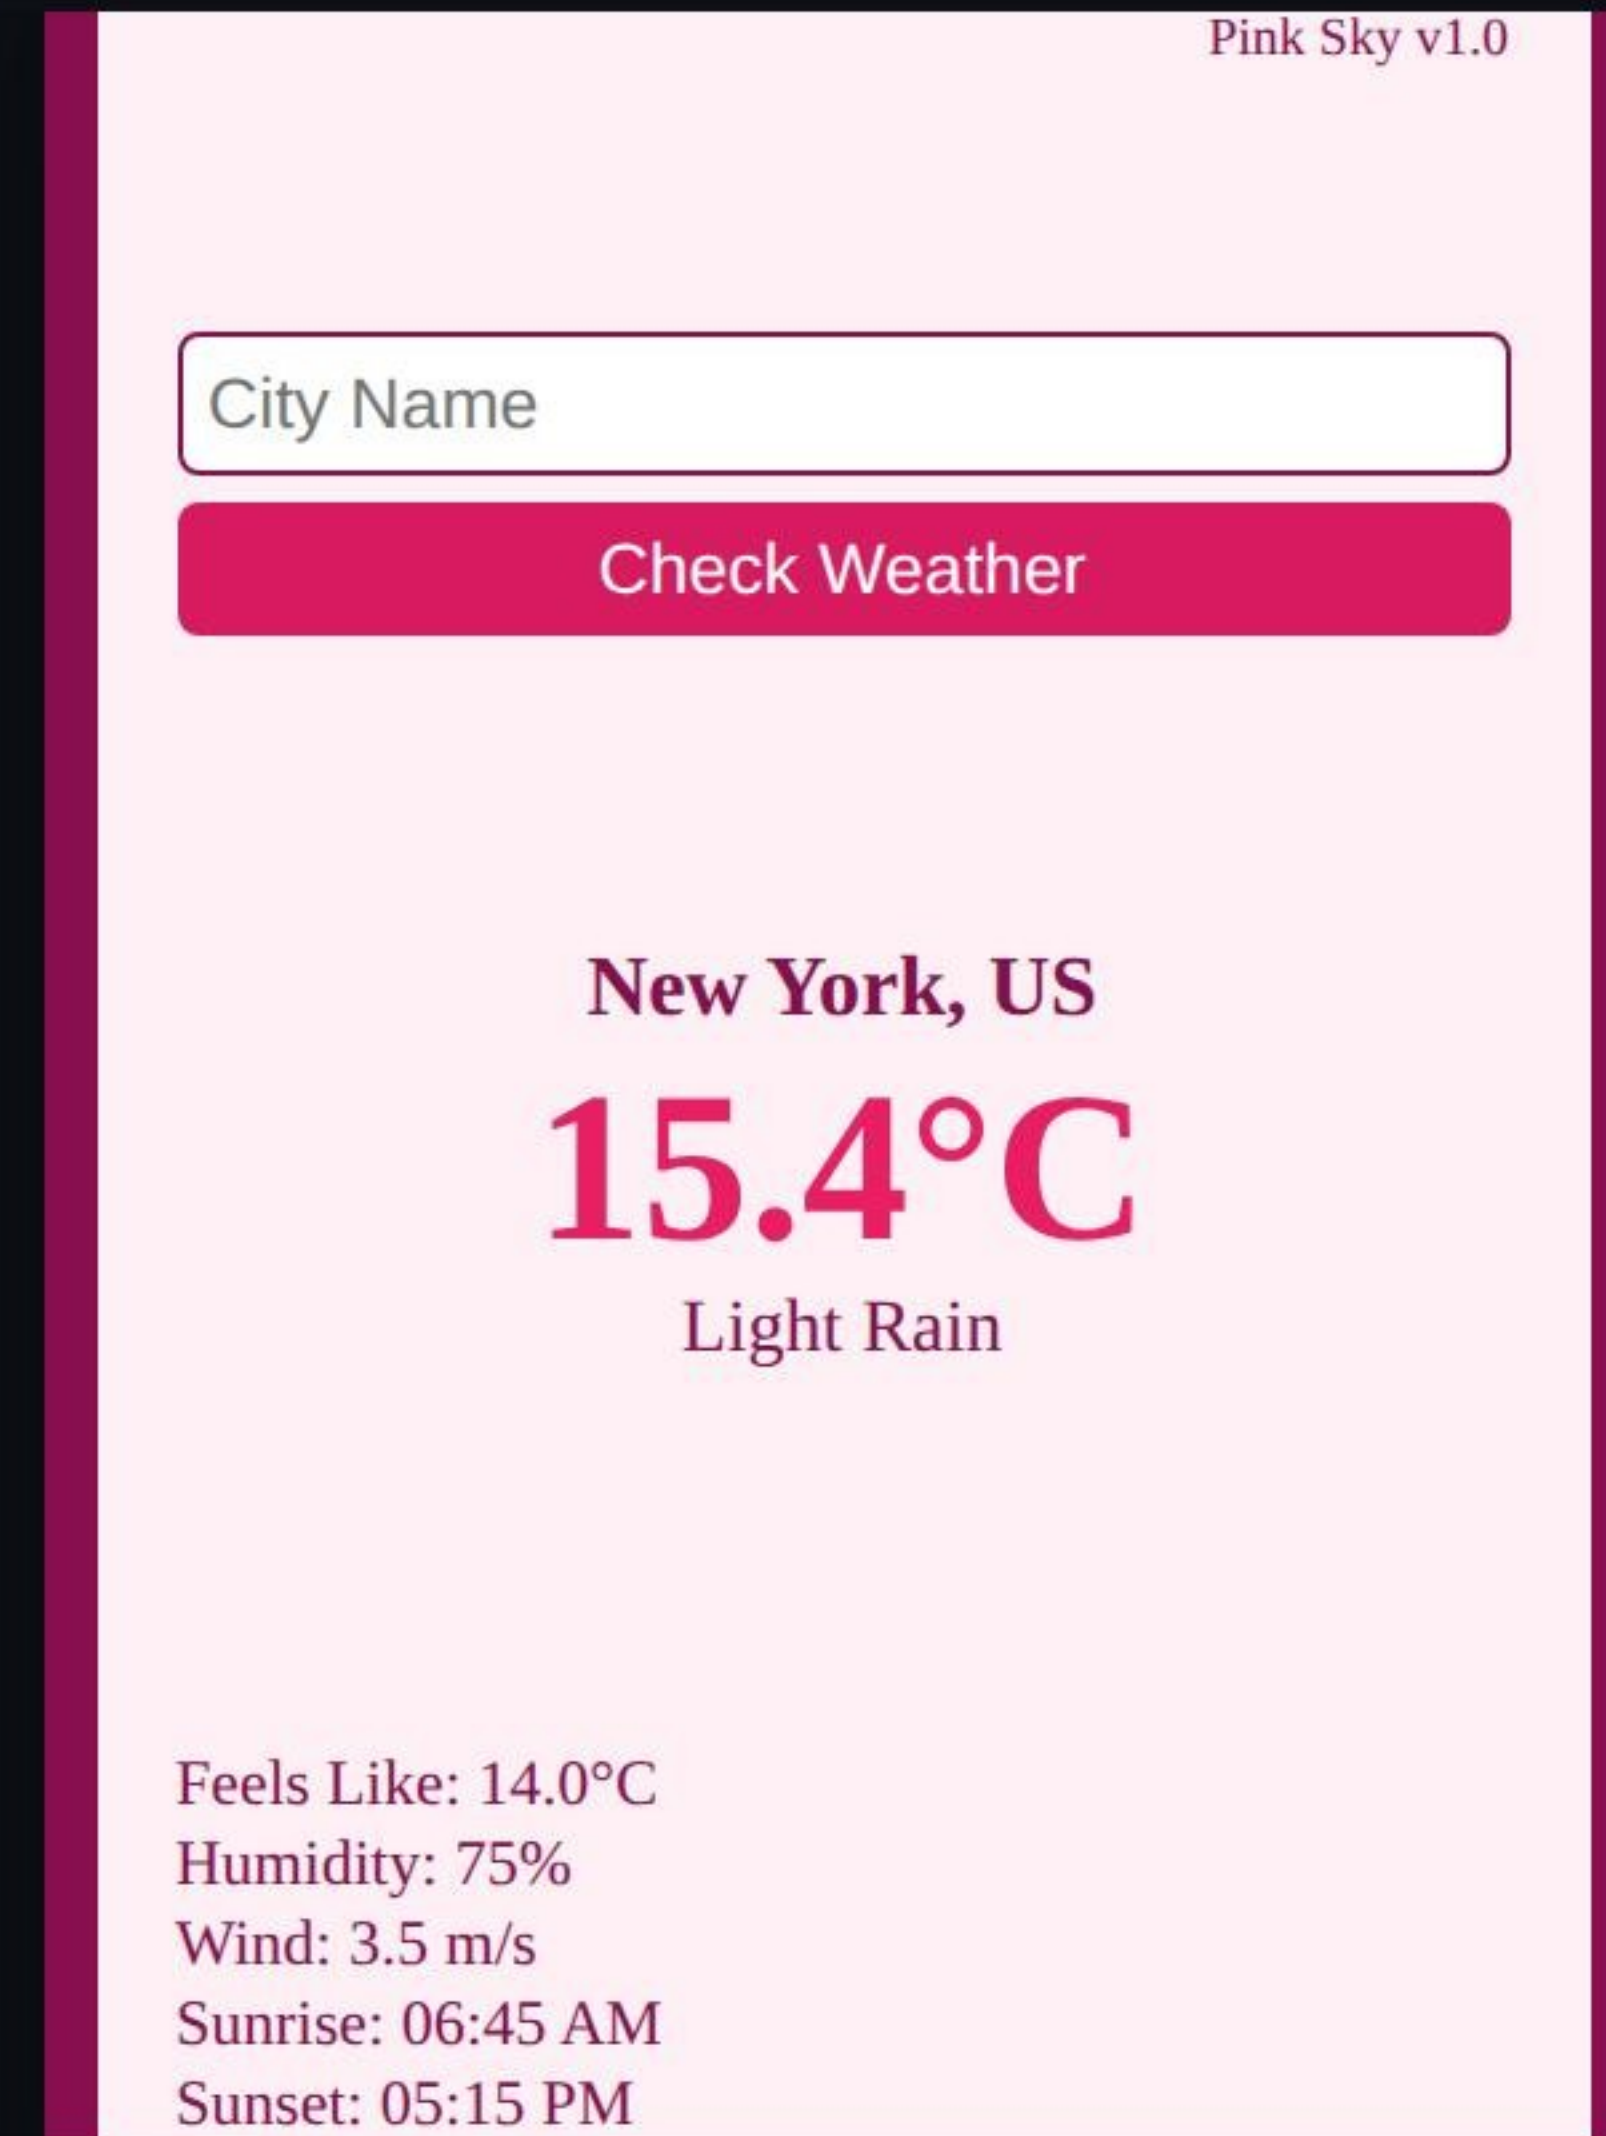 Pink Sky v1.0
City Name
Check Weather
New York, US
15.4°C
Light Rain
Feels Like: 14.0°C
Humidity: 75%
Wind: 3.5 m/s
Sunrise: 06:45 AM
Sunset: 05:15 PM